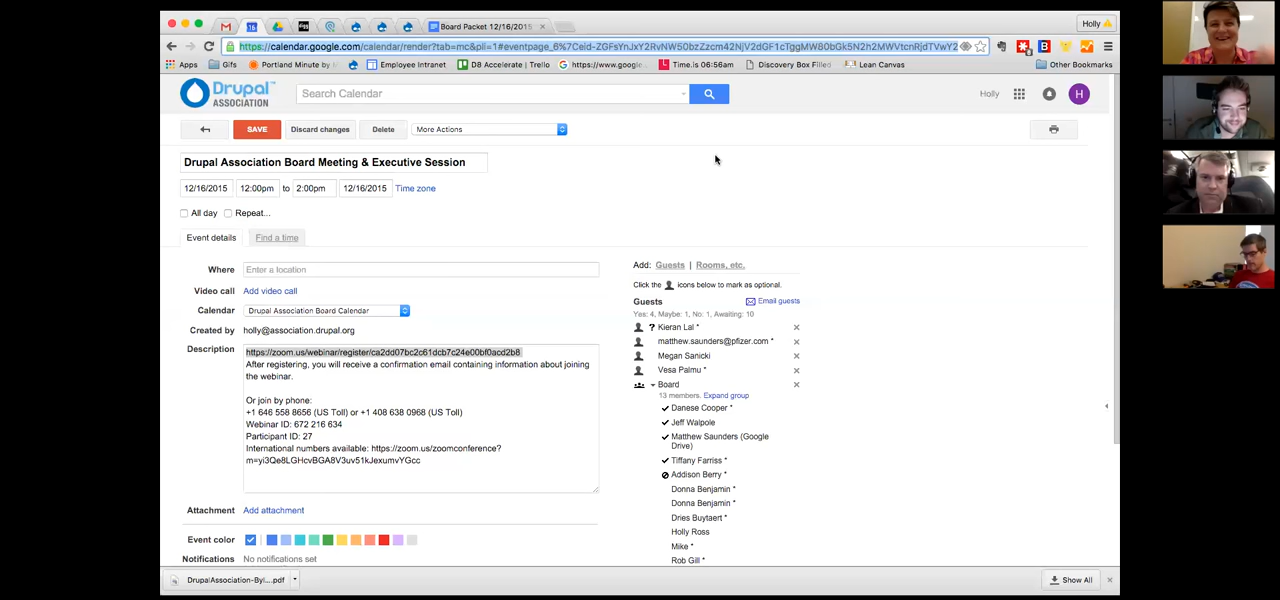 Board Packet 12/16/2015 ×
Holly
https://calendar.google.com/calendar/render?tab=mc&pli=1#eventpage_6
Apps Gifs Portland Minute by M Employee Intranet D8 Accelerate | Trello https://www.google. Time.is 06:56am Discovery Box Filled Lean Canvas Other Bookmarks
Drupal™
ASSOCIATION
Search Calendar
Holly
H
SAVE Discard changes Delete More Actions
Drupal Association Board Meeting & Executive Session
12/16/2015 12:00pm to 2:00pm 12/16/2015 Time zone
All day Repeat...
Event details Find a time
Where Enter a location
Video call Add video call
Calendar Drupal Association Board Calendar
Created by holly@association.drupal.org
Description https://zoom.us/webinar/register/ca2dd07bc2c61dcb7c24e00bf0acd2b8
After registering, you will receive a confirmation email containing information about joining
the webinar.
Or join by phone:
+1 646 558 8656 (US Toll) or +1 408 638 0968 (US Toll)
Webinar ID: 672 216 634
Participant ID: 27
International numbers available: https://zoom.us/zoomconference?
m=yi3Qe8LGHcvBGA8V3uv51kJexumvYGcc
Attachment Add attachment
Event color
Notifications No notifications set
Add: Guests | Rooms, etc.
Click the icons below to mark as optional.
Guests Email guests
Yes: 4, Maybe: 1, No: 1, Awaiting: 10
? Kieran Lal * ×
matthew.saunders@pfizer.com * ×
Megan Sanicki ×
Vesa Palmu * ×
Board ×
13 members. Expand group
Danese Cooper *
Jeff Walpole
Matthew Saunders (Google
Drive)
Tiffany Farriss *
Addison Berry *
Donna Benjamin *
Donna Benjamin *
Dries Buytaert *
Holly Ross
Mike *
Rob Gill *
DrupalAssociation-Byl....pdf Show All ×